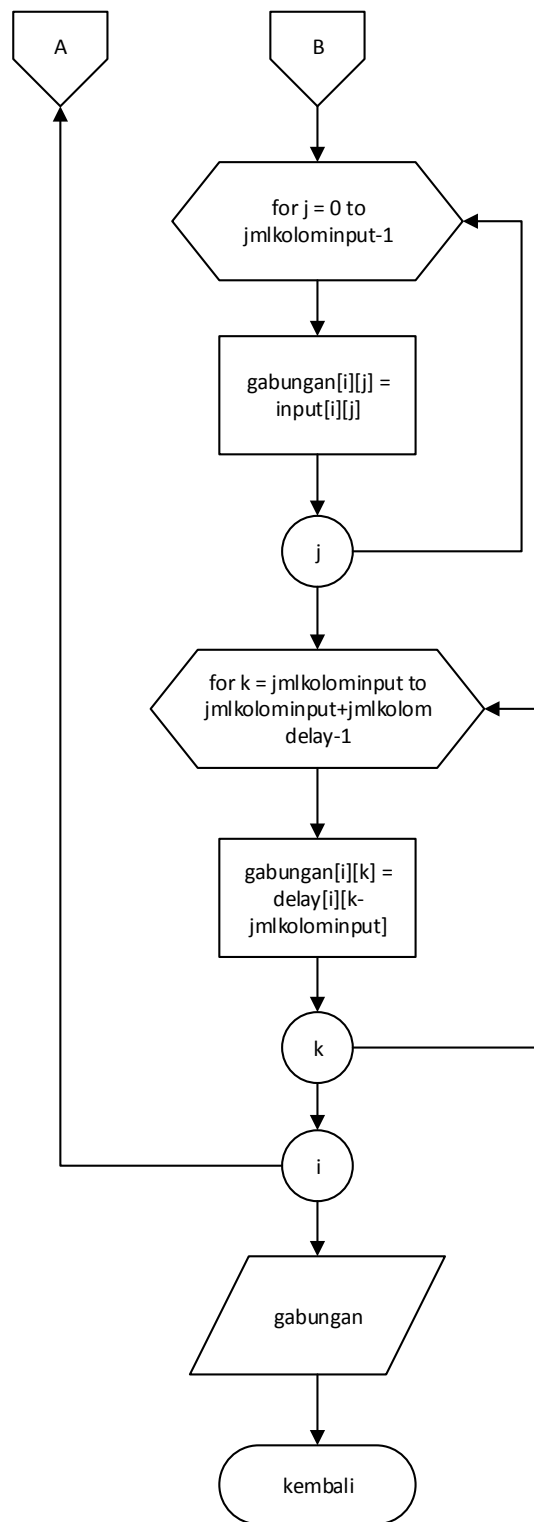 A
B
for j = 0 to
jmlkolominput-1
gabungan[i][j] =
input[i][j]
j
for k = jmlkolominput to
jmlkolominput+jmlkolom
delay-1
gabungan[i][k] =
delay[i][k-
jmlkolominput]
k
i
gabungan
kembali